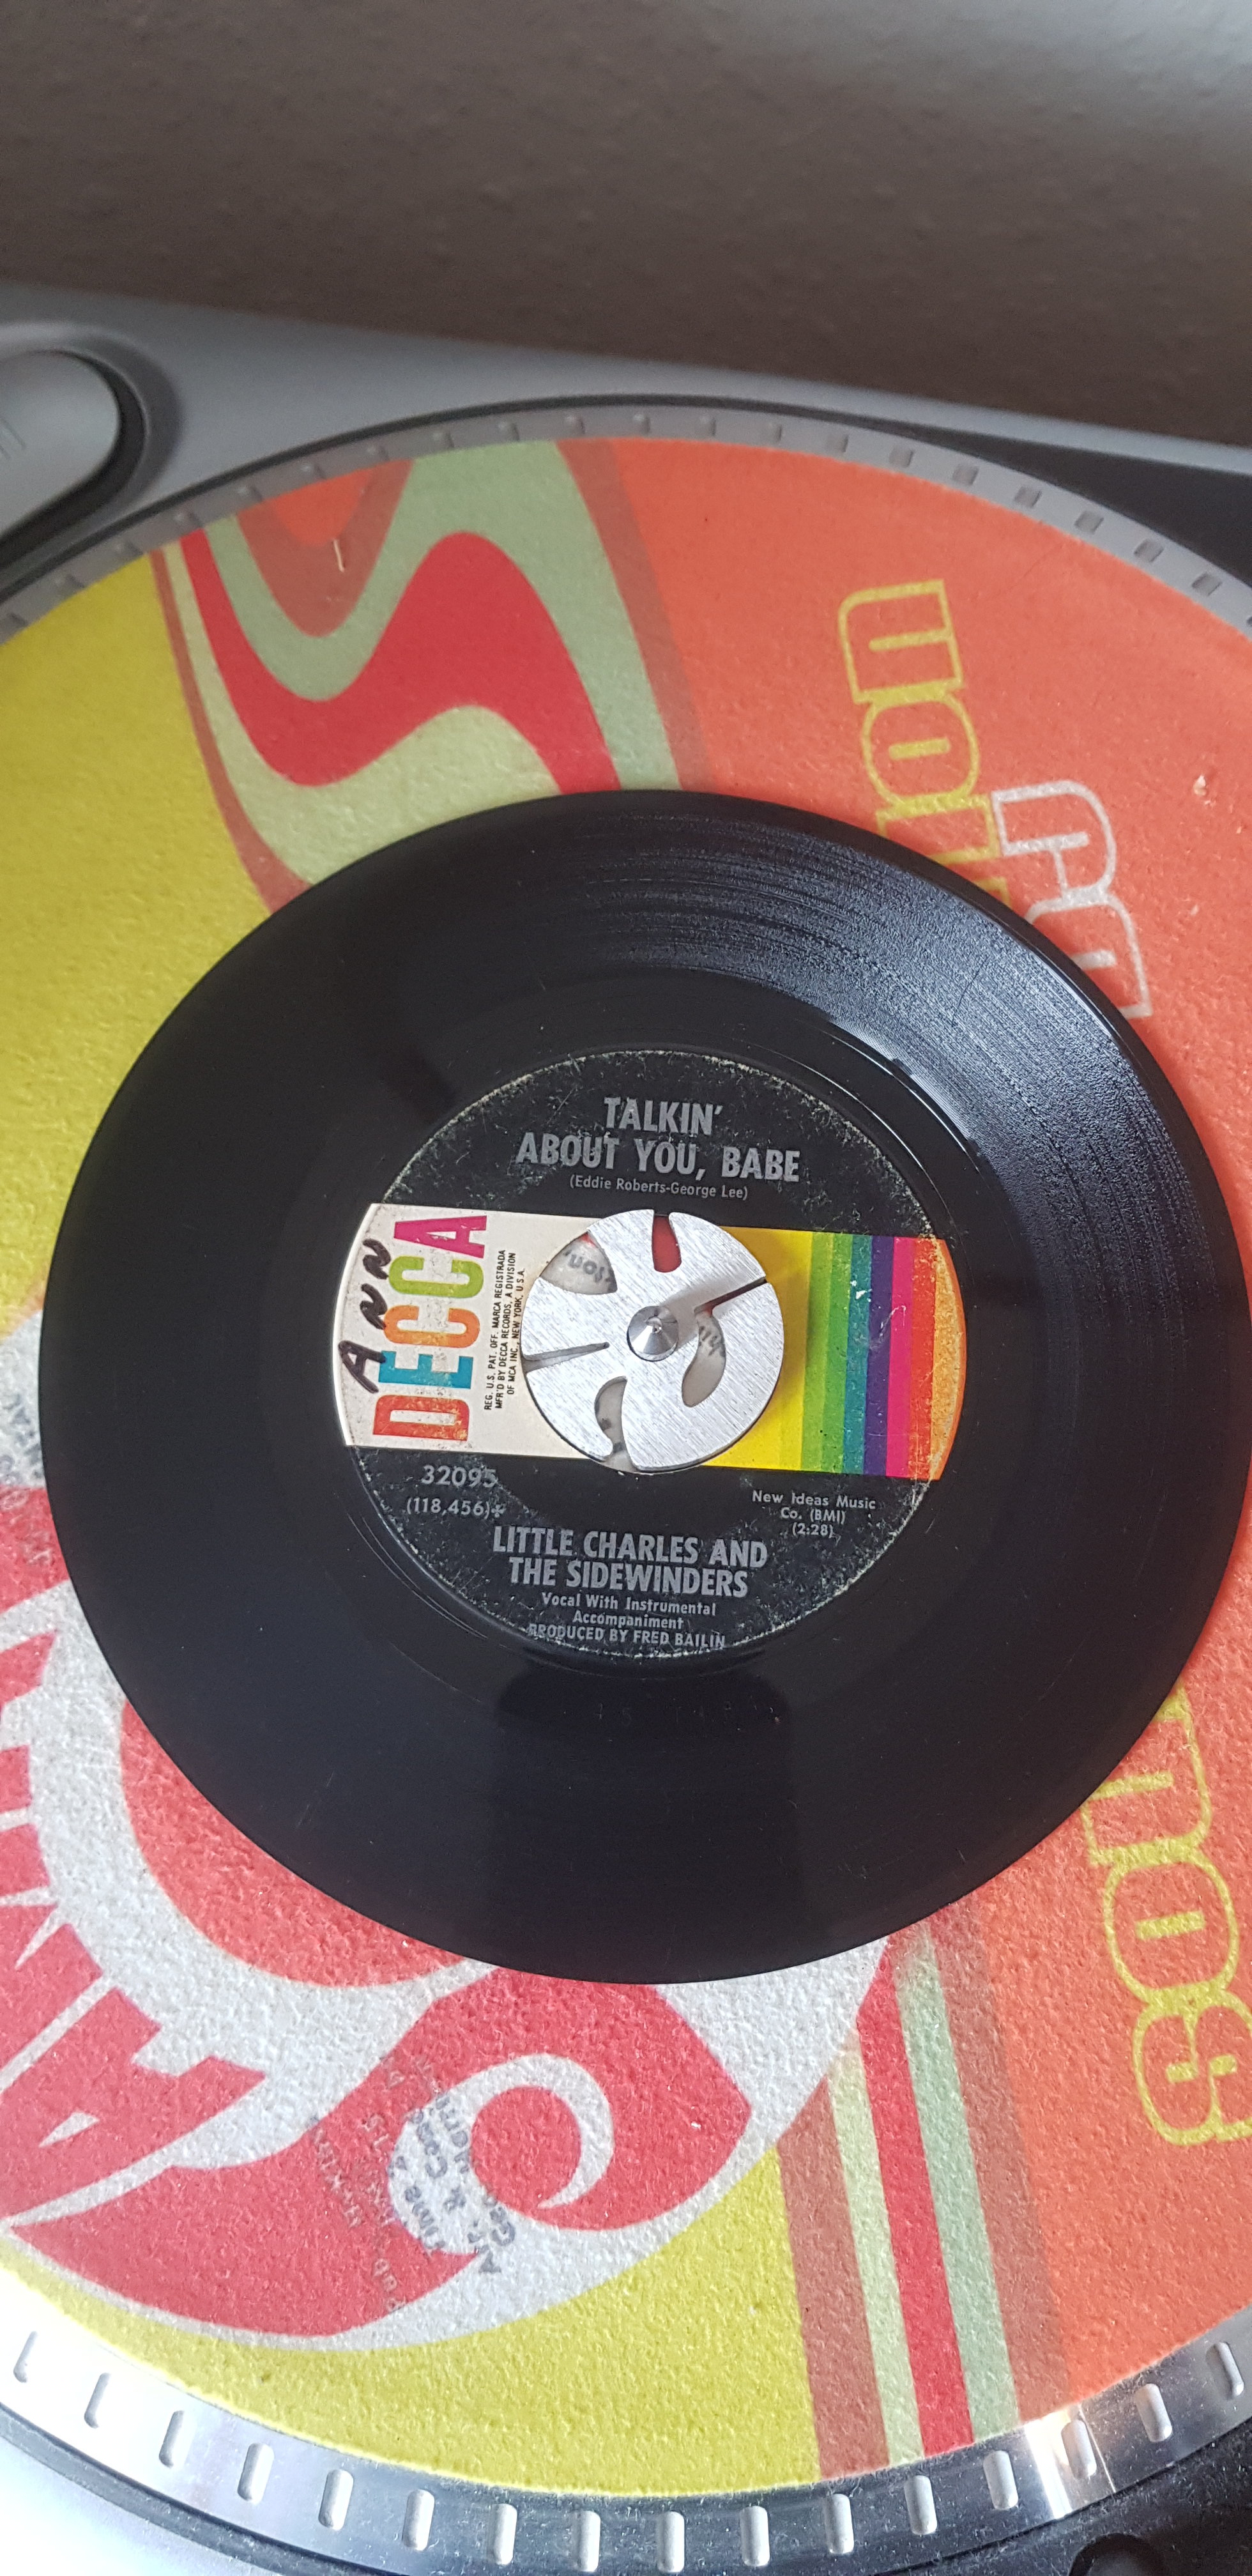 TALKIN'
ABOUT YOU, BABE
(Eddie Roberts-George Lee)
ANN
DECCA
REG. U.S. PAT. OFF. MARCA REGISTRADA
MFR'D BY DECCA RECORDS, A DIVISION
OF MCA INC., NEW YORK, U.S.A.
32095
(118,456)+
New Ideas Music
Co. (BMI)
(2:28)
LITTLE CHARLES AND
THE SIDEWINDERS
Vocal With Instrumental
Accompaniment
PRODUCED BY FRED BAILIN